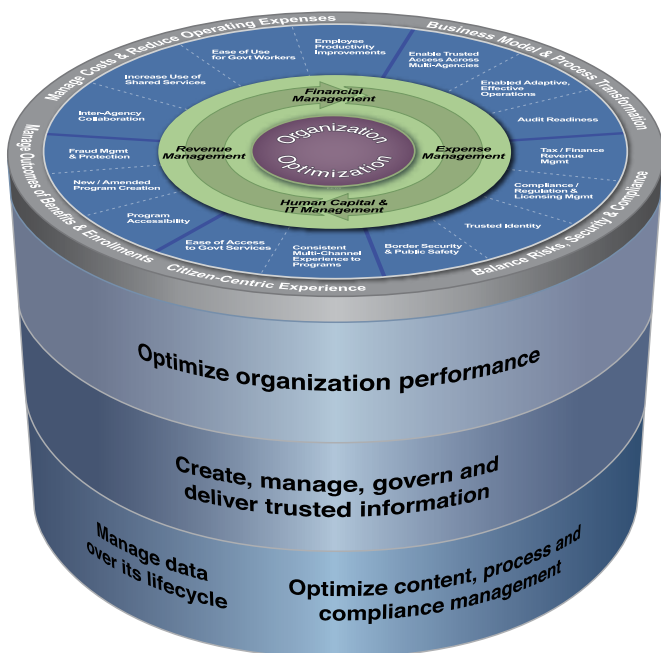 Manage Costs & Reduce Operating Expenses
Business Model & Process Transformation
Balance Risks, Security & Compliance
Citizen-Centric Experience
Manage Outcomes of Benefits & Enrollments
Employee
Productivity
Improvements
Ease of Use
for Govt Workers
Increase Use of
Shared Services
Inter-Agency
Collaboration
Enable Trusted
Access Across
Multi-Agencies
Enabled Adaptive,
Effective
Operations
Audit Readiness
Tax / Finance
Revenue
Mgmt
Compliance /
Regulation &
Licensing Mgmt
Trusted Identity
Border Security
& Public Safety
Consistent
Multi-Channel
Experience to
Programs
Ease of Access
to Govt Services
Program
Accessibility
New / Amended
Program Creation
Fraud Mgmt
& Protection
Financial
Management
Revenue
Management
Expense
Management
Human Capital &
IT Management
Organization
Optimization
Optimize organization performance
Create, manage, govern and
deliver trusted information
Manage data
over its lifecycle
Optimize content, process and
compliance management